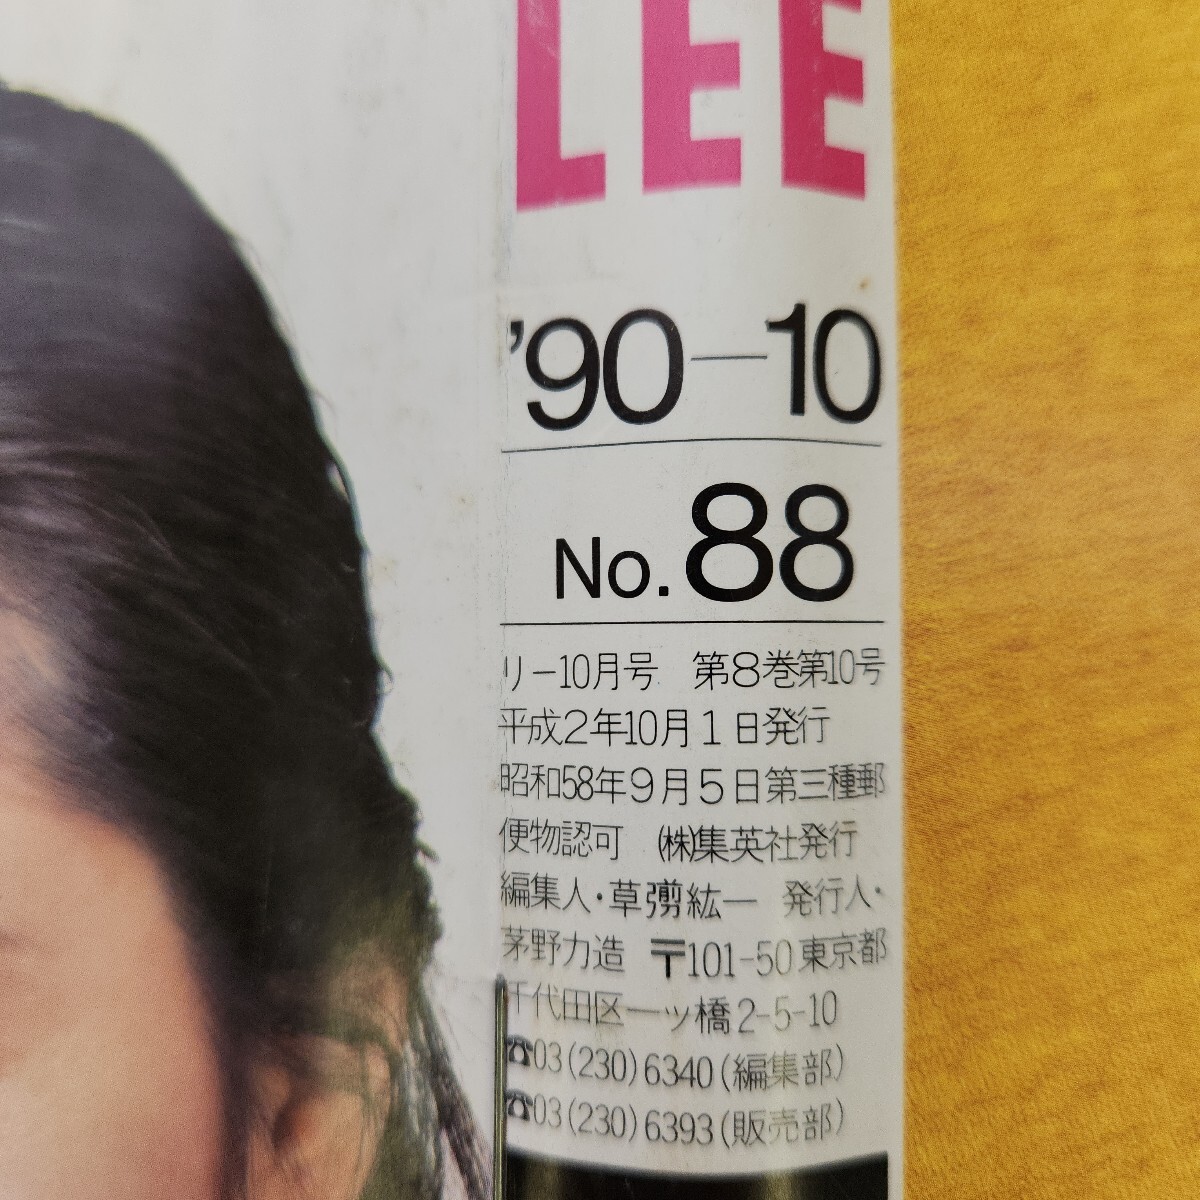 LEE
'90—10
No.88
リー10月号 第8巻第10号
平成2年10月1日発行
昭和58年9月5日第三種郵
便物認可 (株)集英社発行
編集人・草彅紘一 発行人・
茅野力造 〒101-50東京都
千代田区一ッ橋2-5-10
☎03(230)6340(編集部)
☎03(230)6393(販売部)